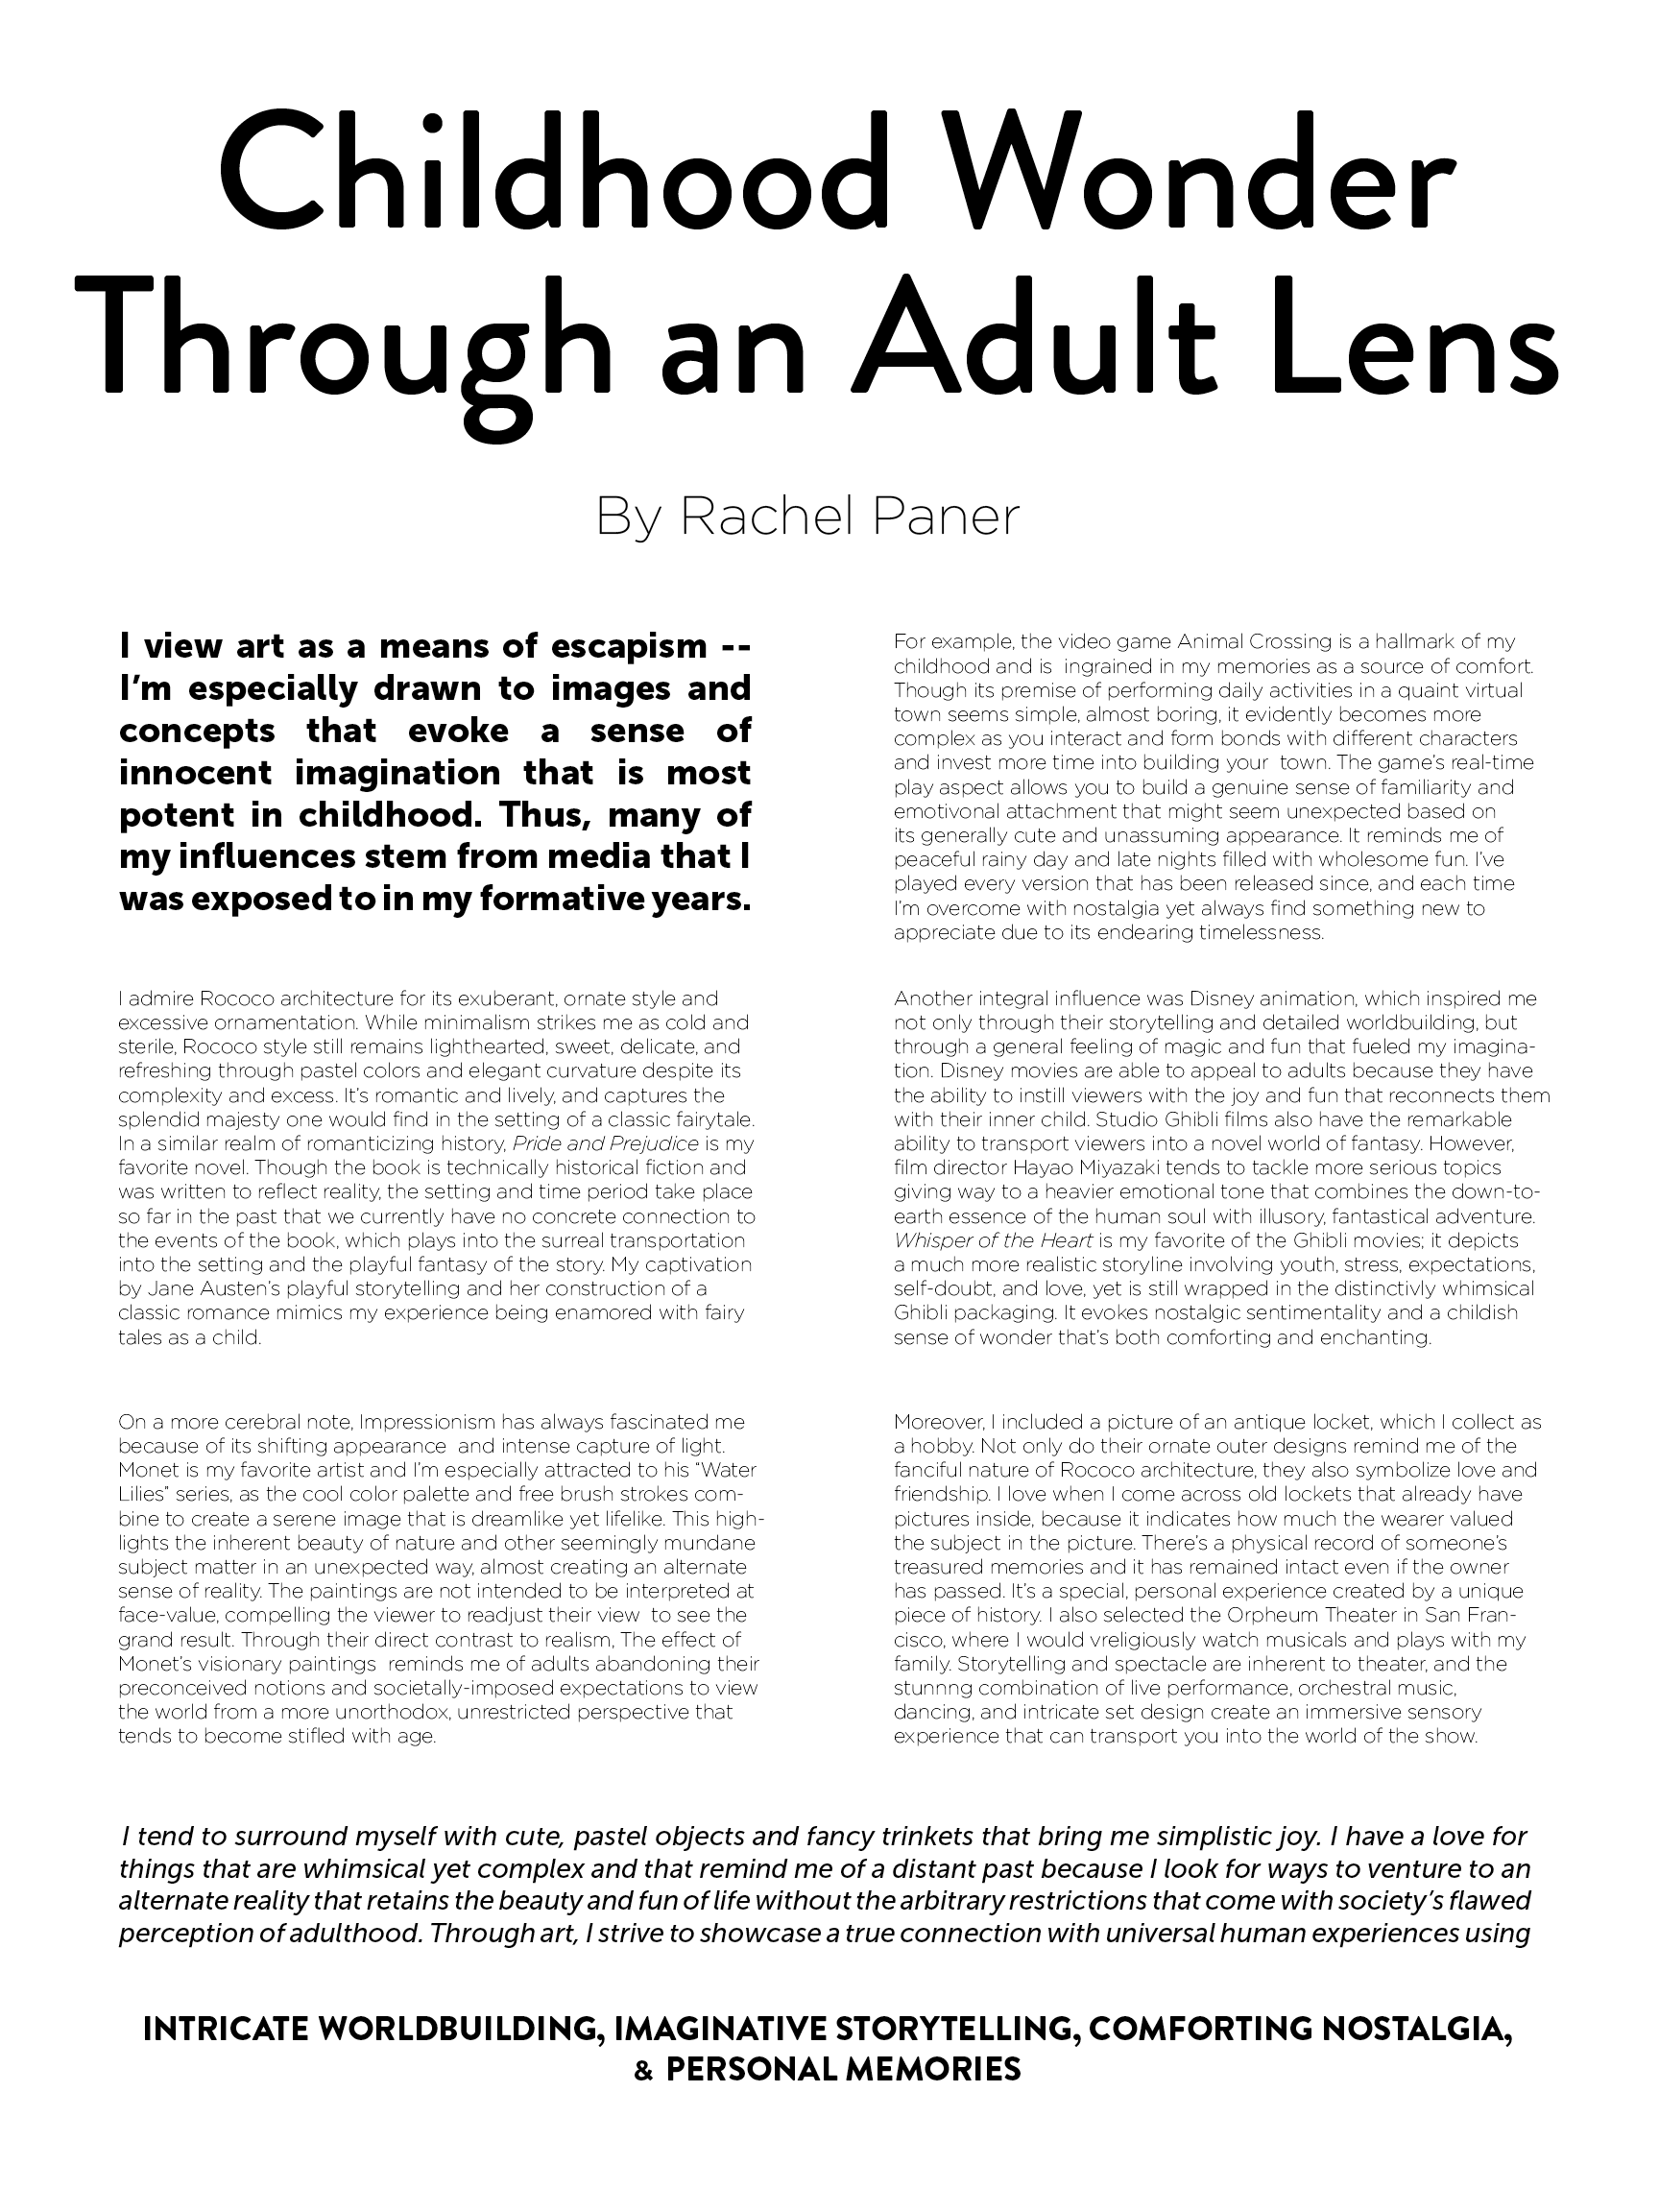 Childhood Wonder
Through an Adult Lens
By Rachel Paner
I view art as a means of escapism --
I'm especially drawn to images and
concepts that evoke a sense of
innocent imagination that is most
potent in childhood. Thus, many of
my influences stem from media that I
was exposed to in my formative years.
I admire Rococo architecture for its exuberant, ornate style and
excessive ornamentation. While minimalism strikes me as cold and
sterile, Rococo style still remains lighthearted, sweet, delicate, and
refreshing through pastel colors and elegant curvature despite its
complexity and excess. It's romantic and lively, and captures the
splendid majesty one would find in the setting of a classic fairytale.
In a similar realm of romanticizing history, Pride and Prejudice is my
favorite novel. Though the book is technically historical fiction and
was written to reflect reality, the setting and time period take place
so far in the past that we currently have no concrete connection to
the events of the book, which plays into the surreal transportation
into the setting and the playful fantasy of the story. My captivation
by Jane Austen's playful storytelling and her construction of a
classic romance mimics my experience being enamored with fairy
tales as a child.
On a more cerebral note, Impressionism has always fascinated me
because of its shifting appearance  and intense capture of light.
Monet is my favorite artist and I'm especially attracted to his "Water
Lilies" series, as the cool color palette and free brush strokes com-
bine to create a serene image that is dreamlike yet lifelike. This high-
lights the inherent beauty of nature and other seemingly mundane
subject matter in an unexpected way, almost creating an alternate
sense of reality. The paintings are not intended to be interpreted at
face-value, compelling the viewer to readjust their view  to see the
grand result. Through their direct contrast to realism, The effect of
Monet's visionary paintings  reminds me of adults abandoning their
preconceived notions and societally-imposed expectations to view
the world from a more unorthodox, unrestricted perspective that
tends to become stifled with age.
For example, the video game Animal Crossing is a hallmark of my
childhood and is  ingrained in my memories as a source of comfort.
Though its premise of performing daily activities in a quaint virtual
town seems simple, almost boring, it evidently becomes more
complex as you interact and form bonds with different characters
and invest more time into building your  town. The game's real-time
play aspect allows you to build a genuine sense of familiarity and
emotivonal attachment that might seem unexpected based on
its generally cute and unassuming appearance. It reminds me of
peaceful rainy day and late nights filled with wholesome fun. I've
played every version that has been released since, and each time
I'm overcome with nostalgia yet always find something new to
appreciate due to its endearing timelessness.
Another integral influence was Disney animation, which inspired me
not only through their storytelling and detailed worldbuilding, but
through a general feeling of magic and fun that fueled my imagina-
tion. Disney movies are able to appeal to adults because they have
the ability to instill viewers with the joy and fun that reconnects them
with their inner child. Studio Ghibli films also have the remarkable
ability to transport viewers into a novel world of fantasy. However,
film director Hayao Miyazaki tends to tackle more serious topics
giving way to a heavier emotional tone that combines the down-to-
earth essence of the human soul with illusory, fantastical adventure.
Whisper of the Heart is my favorite of the Ghibli movies; it depicts
a much more realistic storyline involving youth, stress, expectations,
self-doubt, and love, yet is still wrapped in the distinctivly whimsical
Ghibli packaging. It evokes nostalgic sentimentality and a childish
sense of wonder that's both comforting and enchanting.
Moreover, I included a picture of an antique locket, which I collect as
a hobby. Not only do their ornate outer designs remind me of the
fanciful nature of Rococo architecture, they also symbolize love and
friendship. I love when I come across old lockets that already have
pictures inside, because it indicates how much the wearer valued
the subject in the picture. There's a physical record of someone's
treasured memories and it has remained intact even if the owner
has passed. It's a special, personal experience created by a unique
piece of history. I also selected the Orpheum Theater in San Fran-
cisco, where I would vreligiously watch musicals and plays with my
family. Storytelling and spectacle are inherent to theater, and the
stunnng combination of live performance, orchestral music,
dancing, and intricate set design create an immersive sensory
experience that can transport you into the world of the show.
I tend to surround myself with cute, pastel objects and fancy trinkets that bring me simplistic joy. I have a love for
things that are whimsical yet complex and that remind me of a distant past because I look for ways to venture to an
alternate reality that retains the beauty and fun of life without the arbitrary restrictions that come with society's flawed
perception of adulthood. Through art, I strive to showcase a true connection with universal human experiences using
INTRICATE WORLDBUILDING, IMAGINATIVE STORYTELLING, COMFORTING NOSTALGIA,
& PERSONAL MEMORIES